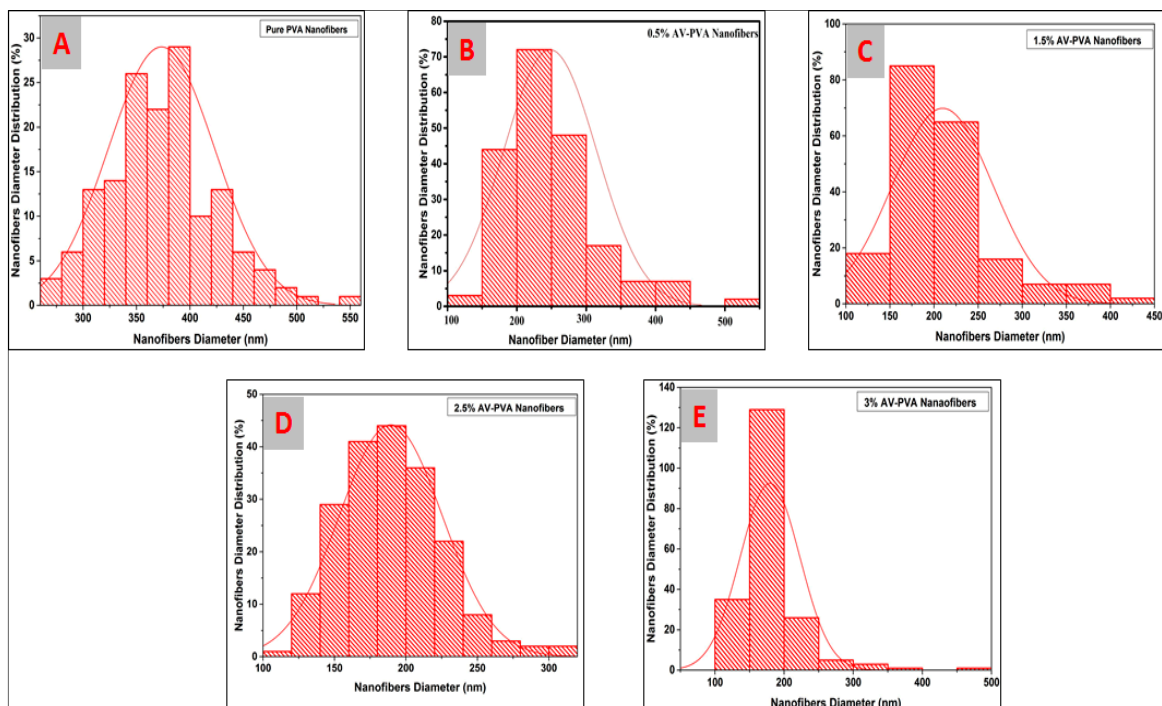 A
Pure PVA Nanofibers
Nanofibers Diameter Distribution (%)
30
25
20
15
10
5
0
300 350 400 450 500 550
Nanofibers Diameter (nm)
B
0.5% AV-PVA Nanofibers
Nanofibers Diameter Distribution (%)
80
70
60
50
40
30
20
10
0
100 200 300 400 500
Nanofiber Diameter (nm)
C
1.5% AV-PVA Nanofibers
Nanofibers Diameter Distribution (%)
100
80
60
40
20
0
100 150 200 250 300 350 400 450
Nanofibers Diameter (nm)
D
2.5% AV-PVA Nanofibers
Nanofibers Diameter Distribution (%)
50
40
30
20
10
0
100 150 200 250 300
Nanofibers Diameter (nm)
E
3% AV-PVA Nanaofibers
Nanofibers Diameter Distribution (%)
140
120
100
80
60
40
20
0
100 200 300 400 500
Nanofibers Diameter (nm)